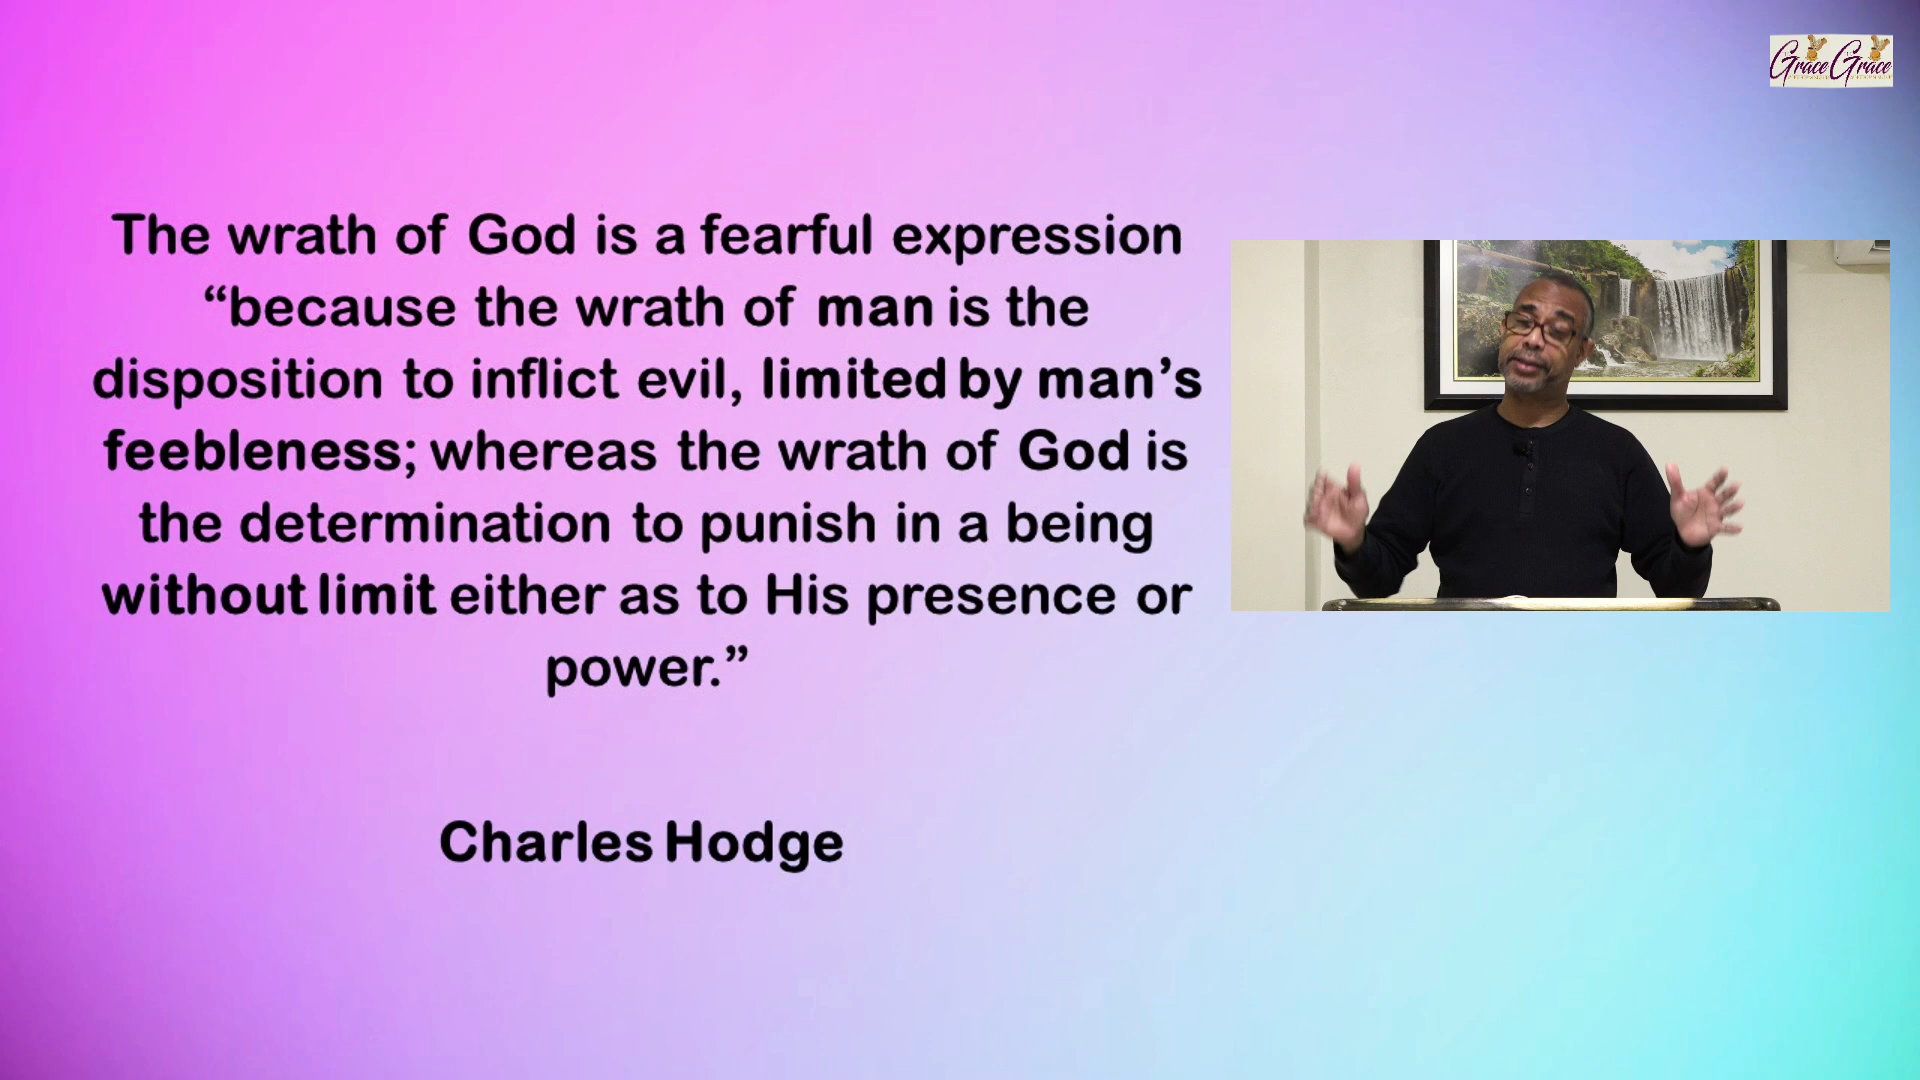 Grace Grace
The wrath of God is a fearful expression
“because the wrath of man is the
disposition to inflict evil, limited by man’s
feebleness; whereas the wrath of God is
the determination to punish in a being
without limit either as to His presence or
power.”
Charles Hodge